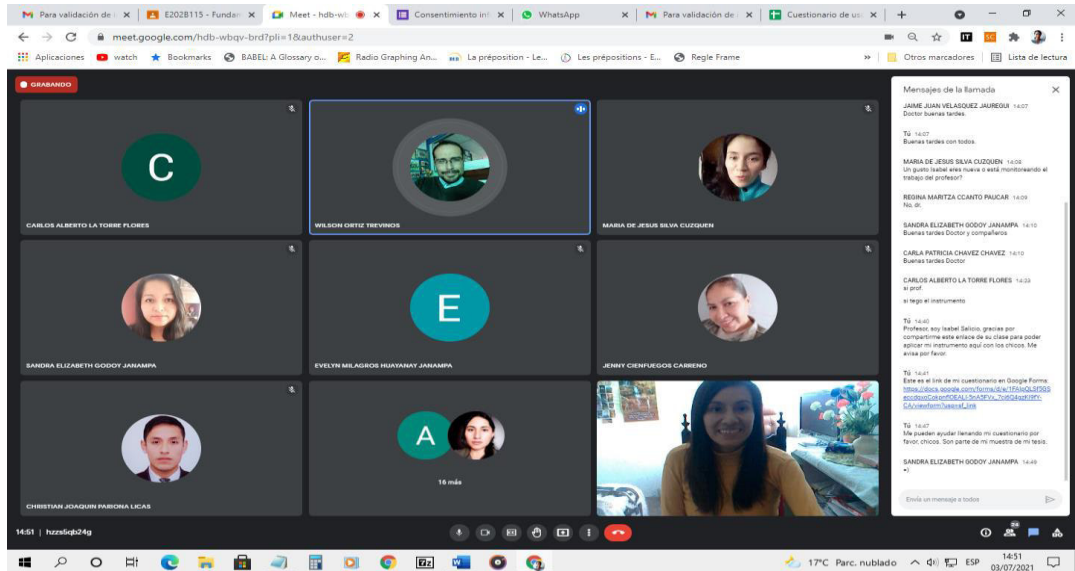 Para validación de
E202B115 - Fundam
Meet - hdb-wb
Consentimiento inf
WhatsApp
Para validación de
Cuestionario de us
meet.google.com/hdb-wbqv-brd?pli=1&authuser=2
Aplicaciones
watch
Bookmarks
BABEL: A Glossary o...
Radio Graphing An...
La préposition - Le...
Les prépositions - E...
Regle Frame
Otros marcadores
Lista de lectura
GRABANDO
C
CARLOS ALBERTO LA TORRE FLORES
WILSON ORTIZ TREVINOS
MARIA DE JESUS SILVA CUZQUEN
SANDRA ELIZABETH GODOY JANAMPA
E
EVELYN MILAGROS HUAYANAY JANAMPA
JENNY CIENFUEGOS CARRENO
CHRISTIAN JOAQUIN PARIONA LICAS
A
16 más
Mensajes de la llamada
JAIME JUAN VELASQUEZ JAUREGUI 14:07
Doctor buenas tardes.
Tú 14:07
Buenas tardes con todos.
MARIA DE JESUS SILVA CUZQUEN 14:08
Un gusto Isabel eres nueva o está monitoreando el
trabajo del profesor?
REGINA MARITZA CCANTO PAUCAR 14:09
No, dr.
SANDRA ELIZABETH GODOY JANAMPA 14:10
Buenas tardes Doctor y compañeros
CARLA PATRICIA CHAVEZ CHAVEZ 14:10
Buenas tardes Doctor
CARLOS ALBERTO LA TORRE FLORES 14:23
si prof.
si tego el instrumento
Tú 14:40
Profesor, soy Isabel Salicio, gracias por
compartirme este enlace de su clase para poder
aplicar mi instrumento aquí con los chicos. Me
avisa por favor.
Tú 14:41
Este es el link de mi cuestionario en Google Forms:
Tú 14:47
Me pueden ayudar llenando mi cuestionario por
favor, chicos. Son parte de mi muestra de mi tesis.
SANDRA ELIZABETH GODOY JANAMPA 14:49
=)
Envía un mensaje a todos
14:51 | hzzsliqb24g
17°C Parc. nublado
ESP
14:51
03/07/2021